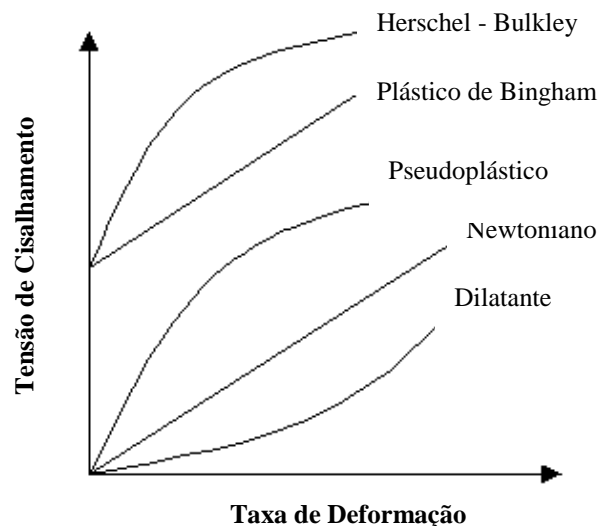 Herschel - Bulkley
Plástico de Bingham
Pseudoplástico
Newtoniano
Dilatante
Tensão de Cisalhamento
Taxa de Deformação